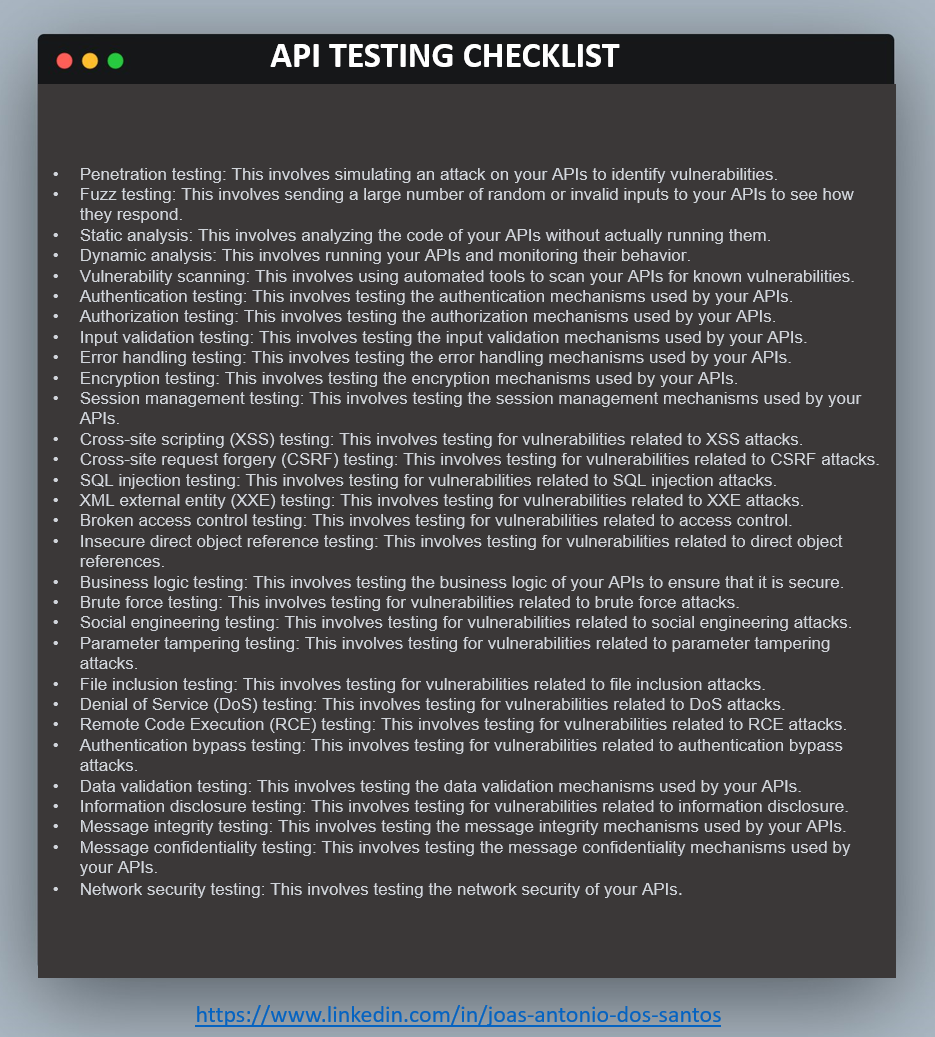 API TESTING CHECKLIST
• Penetration testing: This involves simulating an attack on your APIs to identify vulnerabilities.
• Fuzz testing: This involves sending a large number of random or invalid inputs to your APIs to see how
they respond.
• Static analysis: This involves analyzing the code of your APIs without actually running them.
• Dynamic analysis: This involves running your APIs and monitoring their behavior.
• Vulnerability scanning: This involves using automated tools to scan your APIs for known vulnerabilities.
• Authentication testing: This involves testing the authentication mechanisms used by your APIs.
• Authorization testing: This involves testing the authorization mechanisms used by your APIs.
• Input validation testing: This involves testing the input validation mechanisms used by your APIs.
• Error handling testing: This involves testing the error handling mechanisms used by your APIs.
• Encryption testing: This involves testing the encryption mechanisms used by your APIs.
• Session management testing: This involves testing the session management mechanisms used by your
APIs.
• Cross-site scripting (XSS) testing: This involves testing for vulnerabilities related to XSS attacks.
• Cross-site request forgery (CSRF) testing: This involves testing for vulnerabilities related to CSRF attacks.
• SQL injection testing: This involves testing for vulnerabilities related to SQL injection attacks.
• XML external entity (XXE) testing: This involves testing for vulnerabilities related to XXE attacks.
• Broken access control testing: This involves testing for vulnerabilities related to access control.
• Insecure direct object reference testing: This involves testing for vulnerabilities related to direct object
references.
• Business logic testing: This involves testing the business logic of your APIs to ensure that it is secure.
• Brute force testing: This involves testing for vulnerabilities related to brute force attacks.
• Social engineering testing: This involves testing for vulnerabilities related to social engineering attacks.
• Parameter tampering testing: This involves testing for vulnerabilities related to parameter tampering
attacks.
• File inclusion testing: This involves testing for vulnerabilities related to file inclusion attacks.
• Denial of Service (DoS) testing: This involves testing for vulnerabilities related to DoS attacks.
• Remote Code Execution (RCE) testing: This involves testing for vulnerabilities related to RCE attacks.
• Authentication bypass testing: This involves testing for vulnerabilities related to authentication bypass
attacks.
• Data validation testing: This involves testing the data validation mechanisms used by your APIs.
• Information disclosure testing: This involves testing for vulnerabilities related to information disclosure.
• Message integrity testing: This involves testing the message integrity mechanisms used by your APIs.
• Message confidentiality testing: This involves testing the message confidentiality mechanisms used by
your APIs.
• Network security testing: This involves testing the network security of your APIs.
https://www.linkedin.com/in/joas-antonio-dos-santos